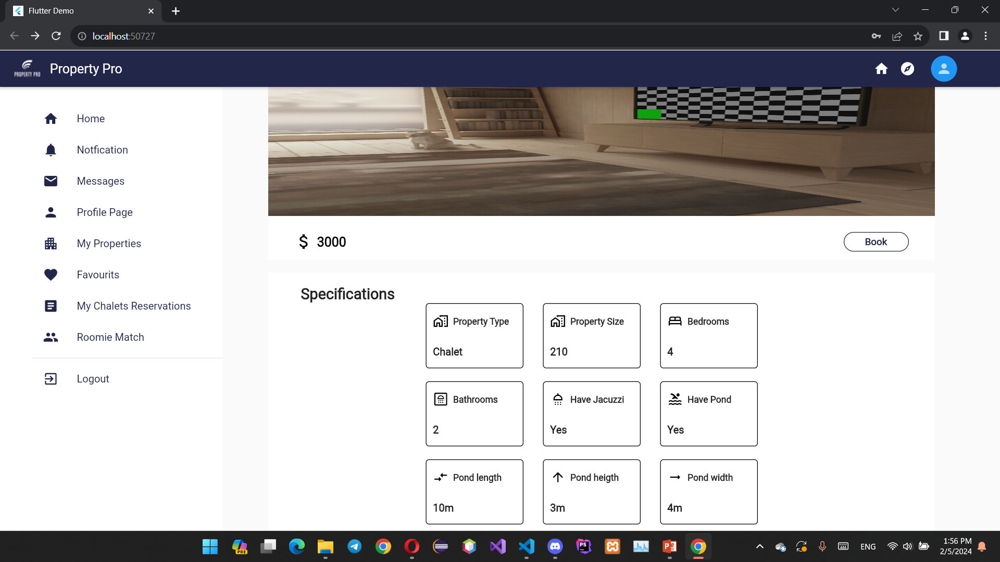 Flutter Demo
localhost:50727
PROPERTY PRO
Property Pro
Home
Notfication
Messages
Profile Page
My Properties
Favourits
My Chalets Reservations
Roomie Match
Logout
$ 3000
Book
Specifications
Property Type
Chalet
Property Size
210
Bedrooms
4
Bathrooms
2
Have Jacuzzi
Yes
Have Pond
Yes
Pond length
10m
Pond heigth
3m
Pond width
4m
PRE
PS
P
ENG
1:56 PM
2/5/2024